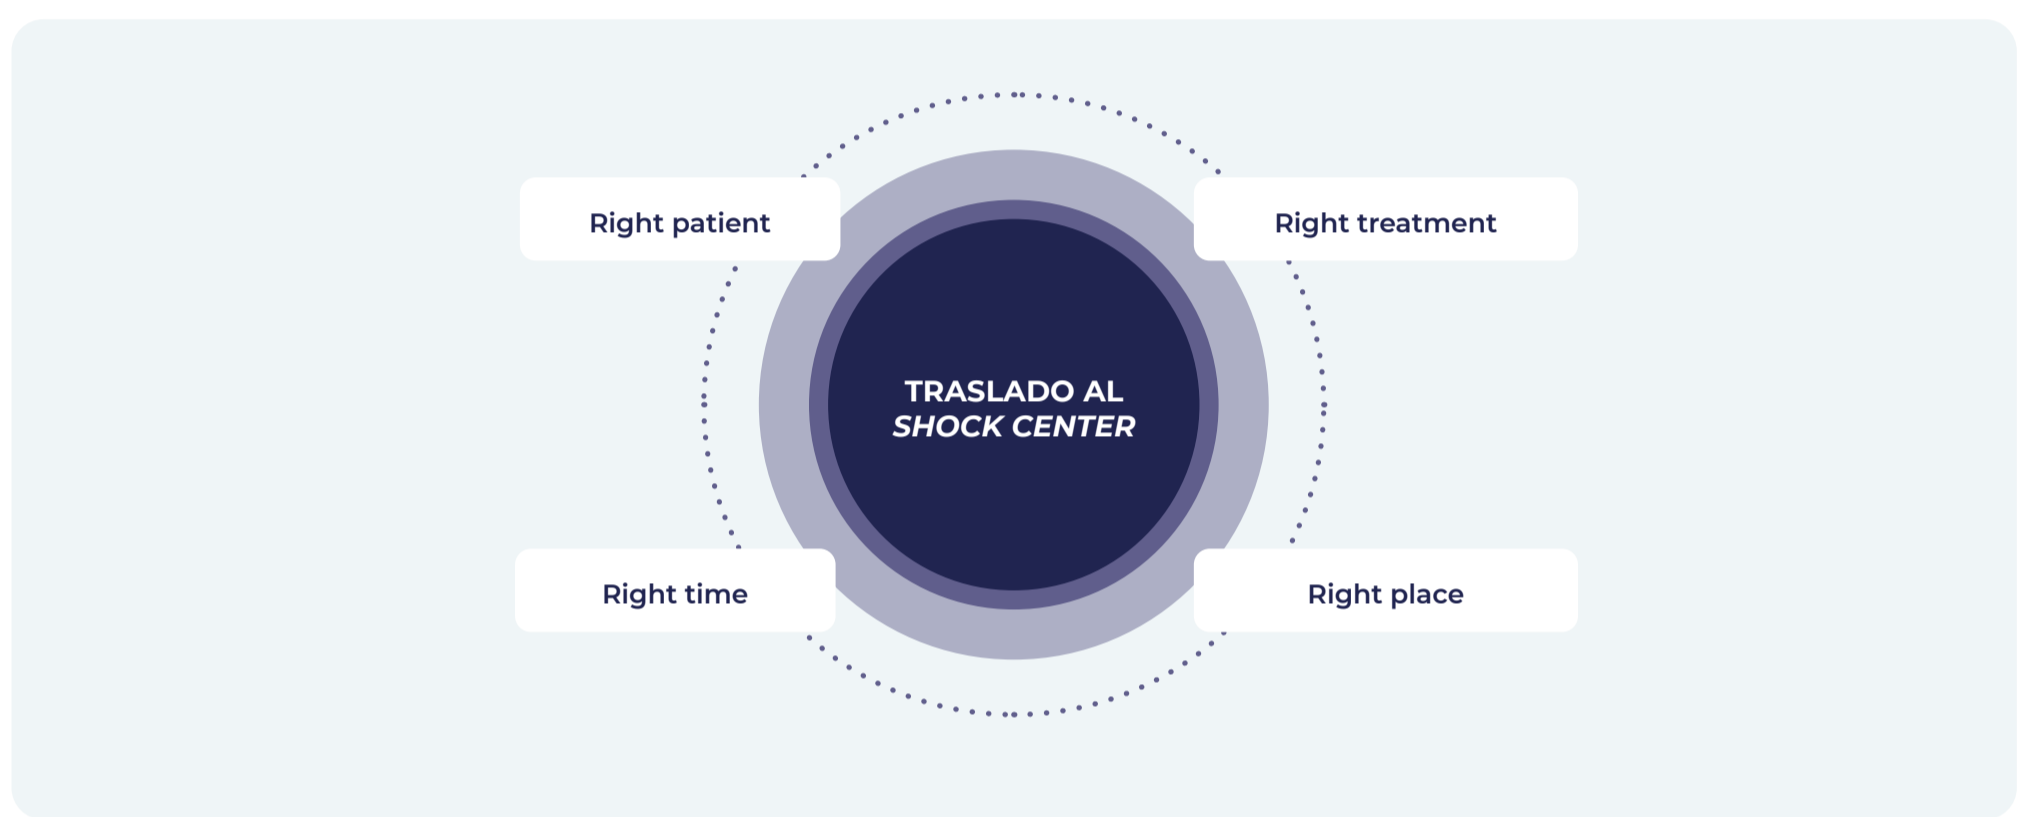 Right patient
Right treatment
TRASLADO AL
SHOCK CENTER
Right time
Right place